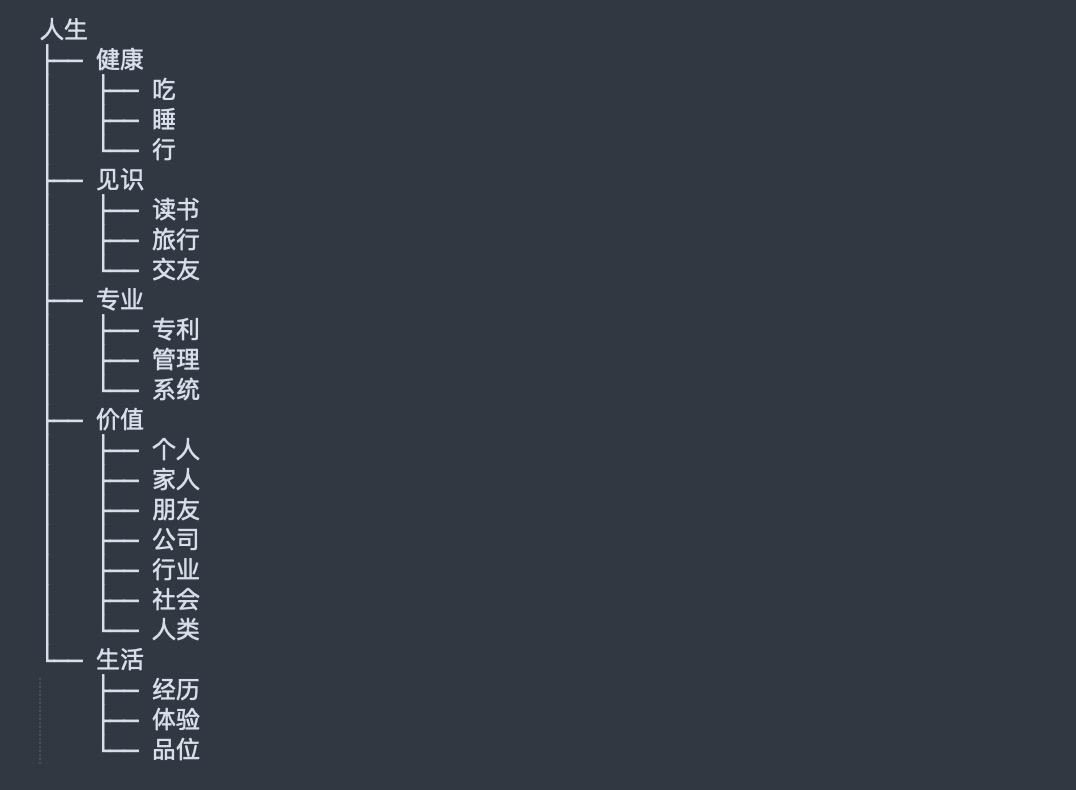 人生
├── 健康
│   ├── 吃
│   ├── 睡
│   └── 行
├── 见识
│   ├── 读书
│   ├── 旅行
│   └── 交友
├── 专业
│   ├── 专利
│   ├── 管理
│   └── 系统
├── 价值
│   ├── 个人
│   ├── 家人
│   ├── 朋友
│   ├── 公司
│   ├── 行业
│   ├── 社会
│   └── 人类
└── 生活
    ├── 经历
    ├── 体验
    └── 品位